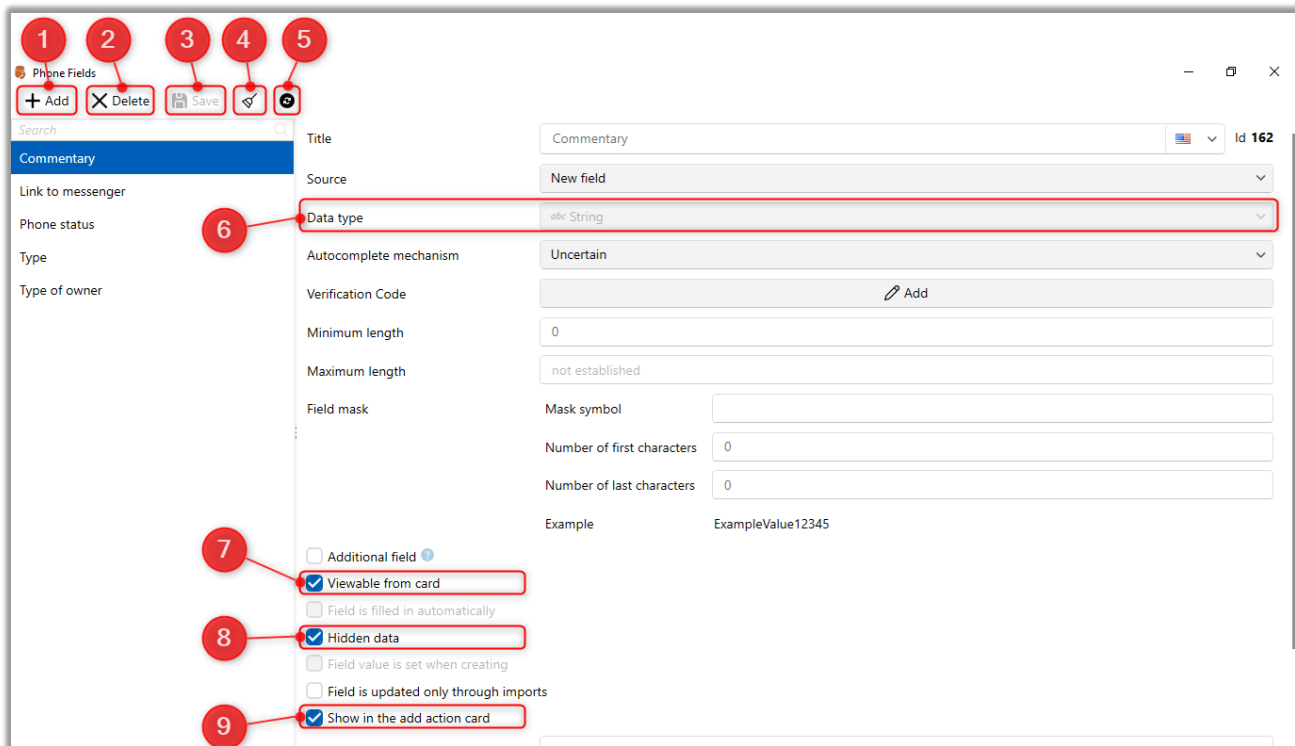 1 2 3 4 5
Phone Fields
Add Delete Save
Search
Commentary
Link to messenger
Phone status
Type
Type of owner
Title Commentary Id 162
Source New field
6 Data type abc String
Autocomplete mechanism Uncertain
Verification Code Add
Minimum length 0
Maximum length not established
Field mask Mask symbol
Number of first characters 0
Number of last characters 0
Example ExampleValue12345
7 Additional field ?
Viewable from card
Field is filled in automatically
8 Hidden data
Field value is set when creating
Field is updated only through imports
9 Show in the add action card